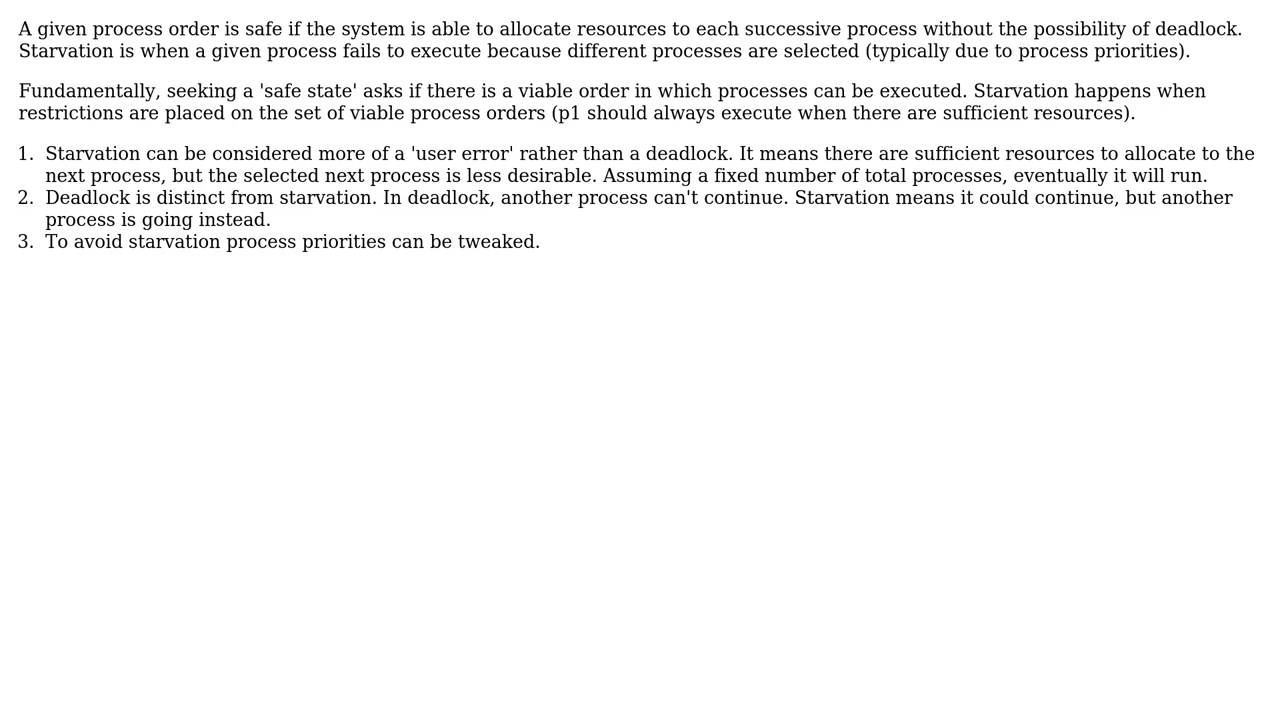 A given process order is safe if the system is able to allocate resources to each successive process without the possibility of deadlock.
Starvation is when a given process fails to execute because different processes are selected (typically due to process priorities).
Fundamentally, seeking a 'safe state' asks if there is a viable order in which processes can be executed. Starvation happens when
restrictions are placed on the set of viable process orders (p1 should always execute when there are sufficient resources).
1. Starvation can be considered more of a 'user error' rather than a deadlock. It means there are sufficient resources to allocate to the
next process, but the selected next process is less desirable. Assuming a fixed number of total processes, eventually it will run.
2. Deadlock is distinct from starvation. In deadlock, another process can't continue. Starvation means it could continue, but another
process is going instead.
3. To avoid starvation process priorities can be tweaked.